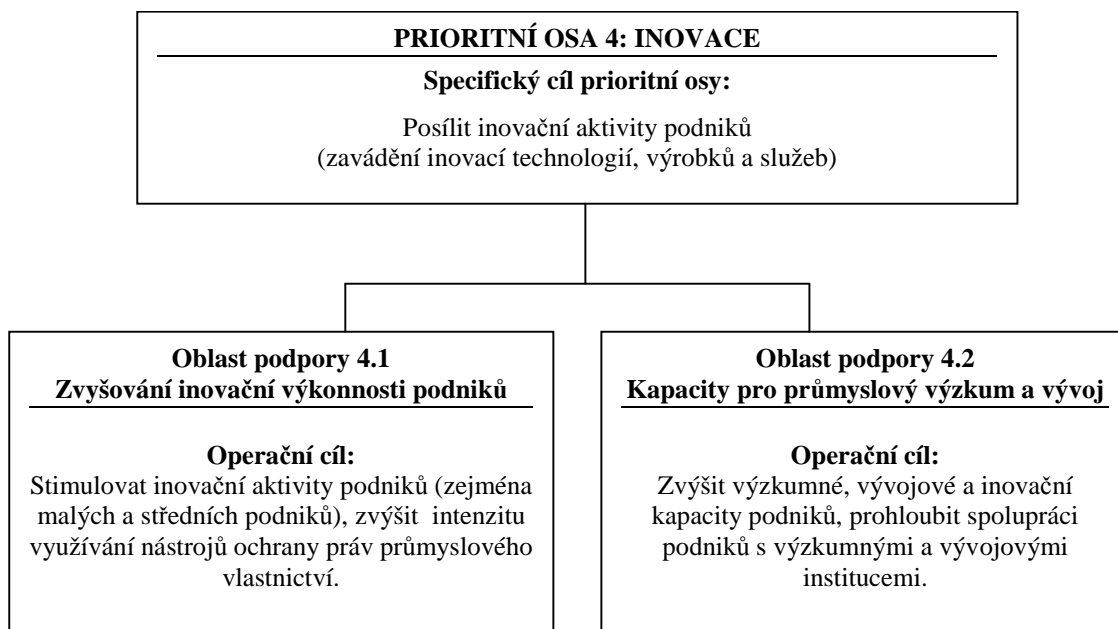 PRIORITNÍ OSA 4: INOVACE
Specifický cíl prioritní osy:
Posílit inovační aktivity podniků
(zavádění inovací technologií, výrobků a služeb)
Oblast podpory 4.1
Zvyšování inovační výkonnosti podniků
Operační cíl:
Stimulovat inovační aktivity podniků (zejména
malých a středních podniků), zvýšit intenzitu
využívání nástrojů ochrany práv průmyslového
vlastnictví.
Oblast podpory 4.2
Kapacity pro průmyslový výzkum a vývoj
Operační cíl:
Zvýšit výzkumné, vývojové a inovační
kapacity podniků, prohloubit spolupráci
podniků s výzkumnými a vývojovými
institucemi.